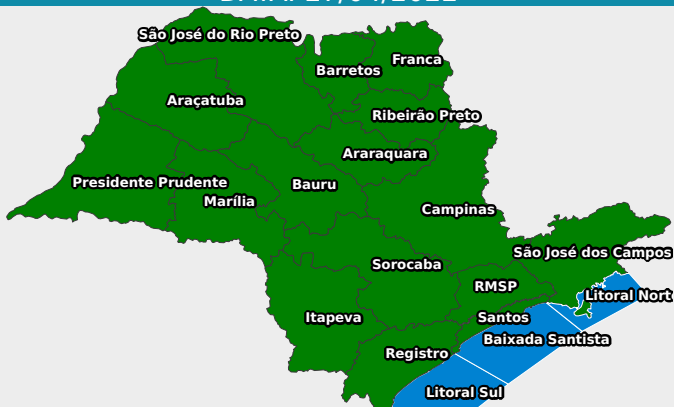 São José do Rio Preto
Franca
Barretos
Araçatuba
Ribeirão Preto
Araraquara
Presidente Prudente
Bauru
Marília
Campinas
São José dos Campos
Sorocaba
RMSP
Litoral Nort
Itapeva
Santos
Baixada Santista
Registro
Litoral Sul